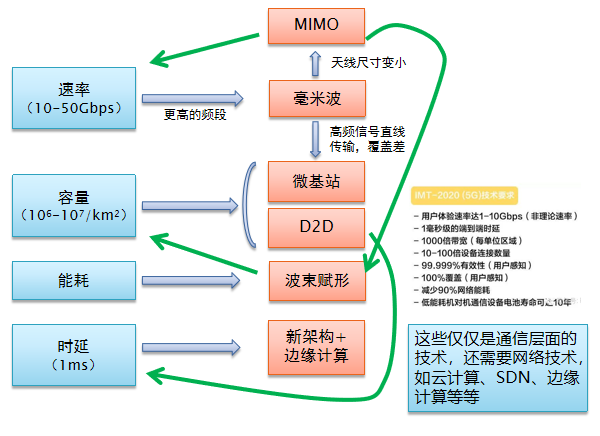 MIMO
天线尺寸变小
速率
（10-50Gbps）
更高的频段
毫米波
高频信号直线
传输，覆盖差
容量
（10⁶-10⁷/km²）
微基站
D2D
能耗
波束赋形
时延
（1ms）
新架构+
边缘计算
IMT-2020 (5G)技术要求
- 用户体验速率达1-10Gbps（非理论速率）
- 1毫秒级的端到端时延
- 1000倍带宽（每单位区域）
- 10-100倍设备连接数量
- 99.999%有效性（用户感知）
- 100%覆盖（用户感知）
- 减少90%网络能耗
- 低能耗机对机通信设备电池寿命可达10年
这些仅仅是通信层面的
技术，还需要网络技术，
如云计算、SDN、边缘
计算等等